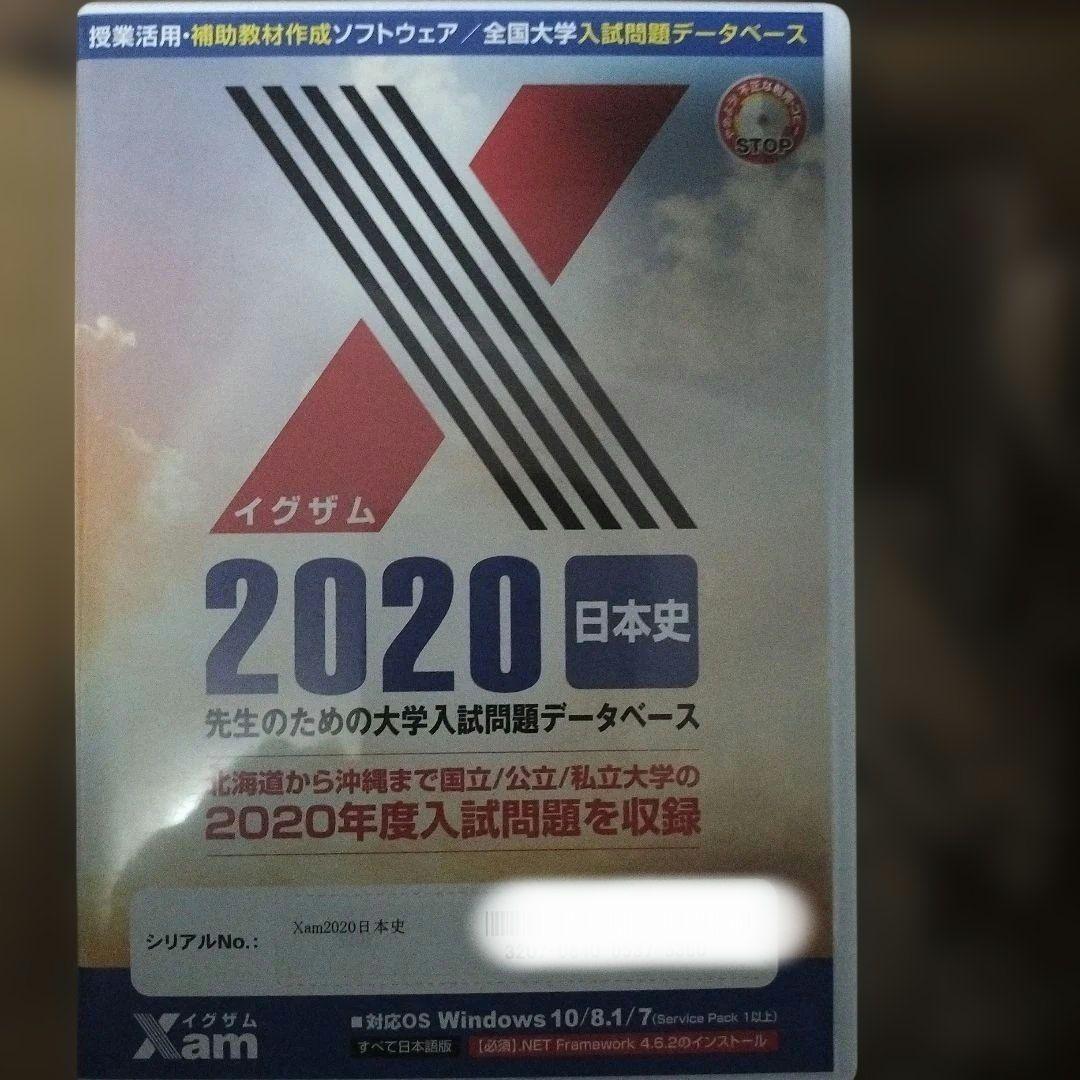 授業活用・補助教材作成ソフトウェア/全国大学入試問題データベース
STOP
イグザム
2020 日本史
先生のための大学入試問題データベース
北海道から沖縄まで国立/公立/私立大学の
2020年度入試問題を収録
Xam2020日本史
シリアルNo.:
イグザム
Xam
■対応OS Windows 10/8.1/7(Service Pack 1以上)
すべて日本語版 【必須】.NET Framework 4.6.2のインストール